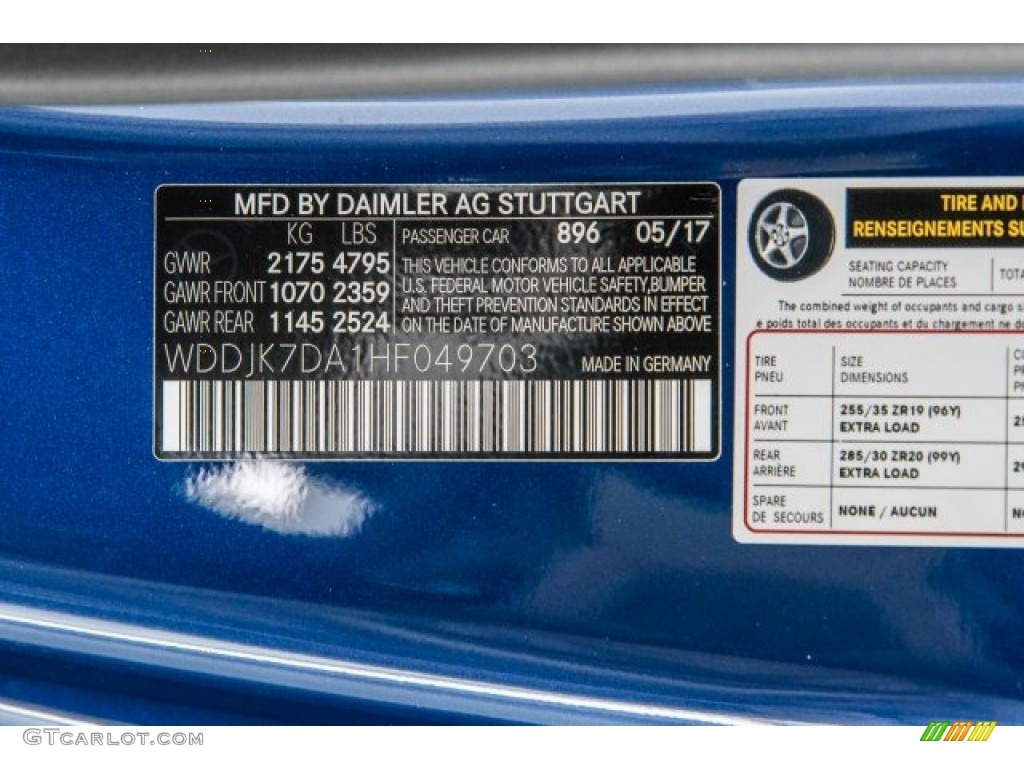 MFD BY DAIMLER AG STUTTGART
KG LBS
GVWR 2175 4795
GAWR FRONT 1070 2359
GAWR REAR 1145 2524
PASSENGER CAR 896 05/17
THIS VEHICLE CONFORMS TO ALL APPLICABLE
U.S. FEDERAL MOTOR VEHICLE SAFETY,BUMPER
AND THEFT PREVENTION STANDARDS IN EFFECT
ON THE DATE OF MANUFACTURE SHOWN ABOVE
WDDJK7DA1HF049703 MADE IN GERMANY
TIRE AND
RENSEIGNEMENTS
SEATING CAPACITY
NOMBRE DE PLACES
The combined weight of occupants and cargo
e poids total des occupants et du chargement ne
TIRE SIZE
PNEU DIMENSIONS
FRONT 255/35 ZR19 (96Y)
AVANT EXTRA LOAD
REAR 285/30 ZR20 (99Y)
ARRIÈRE EXTRA LOAD
SPARE NONE / AUCUN
DE SECOURS
GTCARLOT.COM